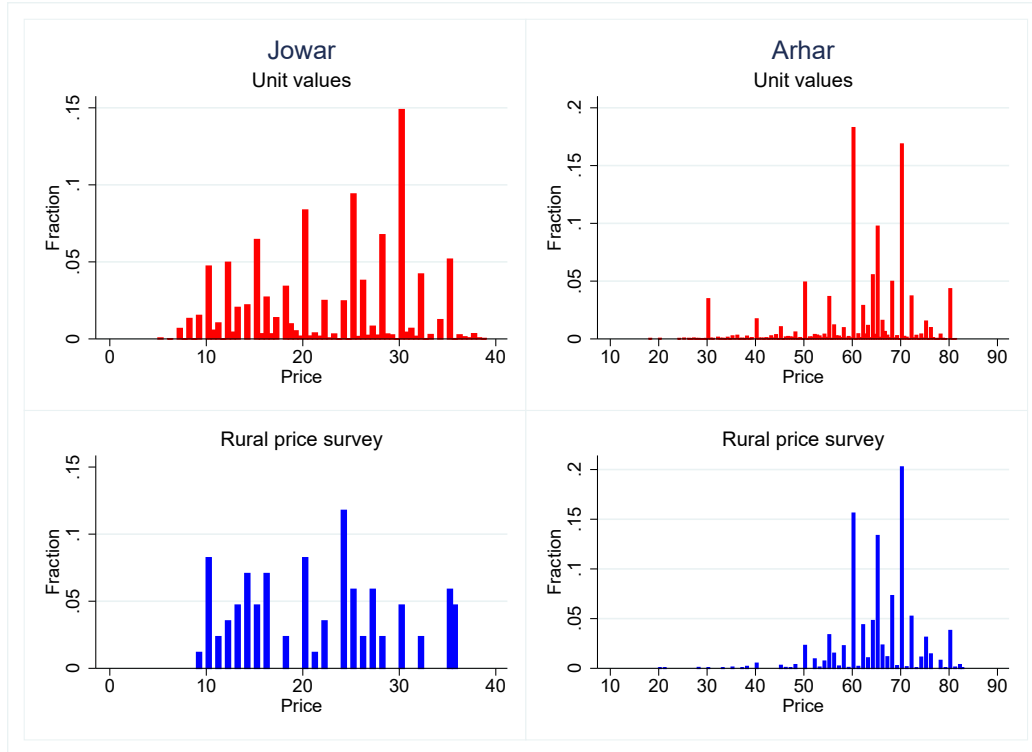 Jowar
Unit values
.15
.1
.05
0
Fraction
0 10 20 30 40
Price
Arhar
Unit values
.2
.15
.1
.05
0
Fraction
10 20 30 40 50 60 70 80 90
Price
Rural price survey
.15
.1
.05
0
Fraction
0 10 20 30 40
Price
Rural price survey
.2
.15
.1
.05
0
Fraction
10 20 30 40 50 60 70 80 90
Price